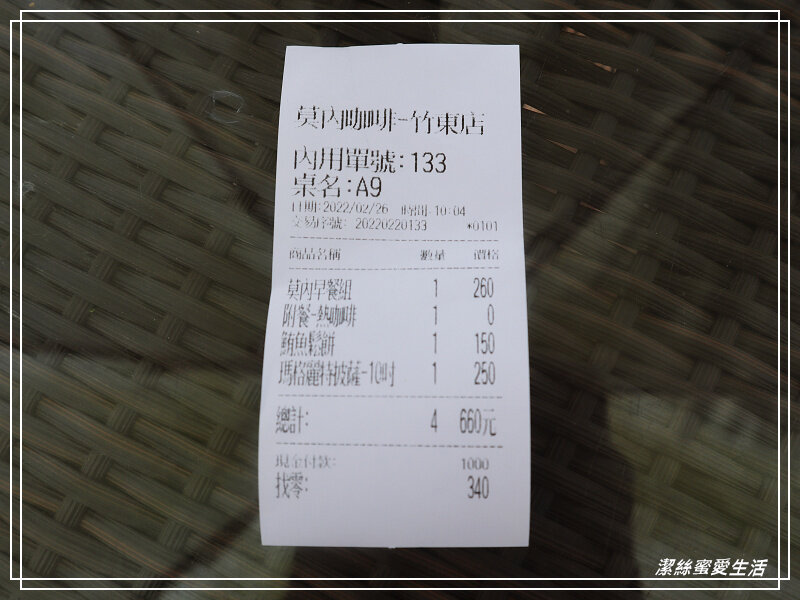 莫內咖啡-竹東店
內用單號:133
桌名:A9
日期:2022/02/26 時間:10:04
交易序號: 20220220133 *0101
商品名稱 數量 價格
莫內早餐組 1 260
附餐-熱咖啡 1 0
鮪魚鬆餅 1 150
瑪格麗特披薩-10吋 1 250
總計: 4 660元
現金付款: 1000
找零: 340
潔絲蜜愛生活